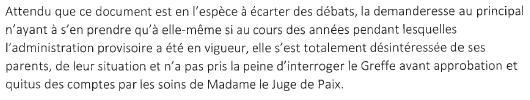 Attendu que ce document est en l'espèce à écarter des débats, la demanderesse au principal
n'ayant à s'en prendre qu'à elle-même si au cours des années pendant lesquelles
l'administration provisoire a été en vigueur, elle s'est totalement désintéressée de ses
parents, de leur situation et n'a pas pris la peine d'interroger le Greffe avant approbation et
quitus des comptes par les soins de Madame le Juge de Paix.